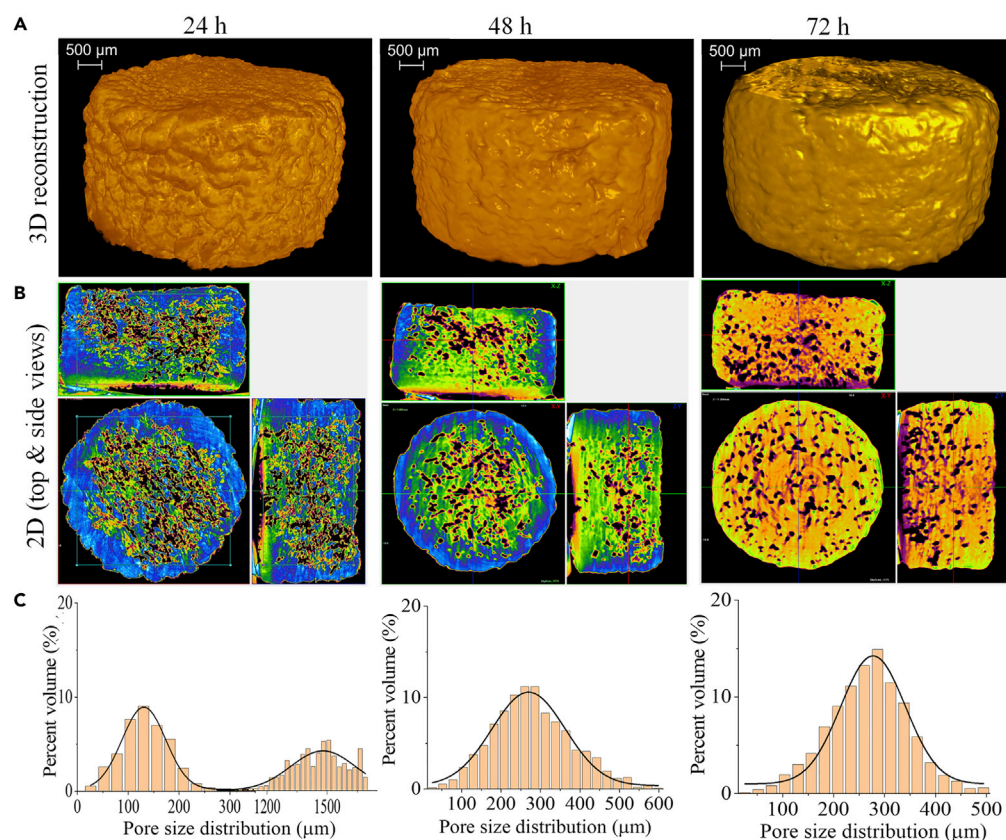 A
24 h
48 h
72 h
500 µm
500 µm
500 µm
3D reconstruction
B
X-Z
X-Z
2D (top & side views)
X-Y
Z-Y
X-Y
C
20
10
0
Percent volume (%)
0
100
200
300
1200
1500
Pore size distribution (µm)
20
10
0
Percent volume (%)
100
200
300
400
500
600
Pore size distribution (µm)
20
10
0
Percent volume (%)
100
200
300
400
500
Pore size distribution (µm)